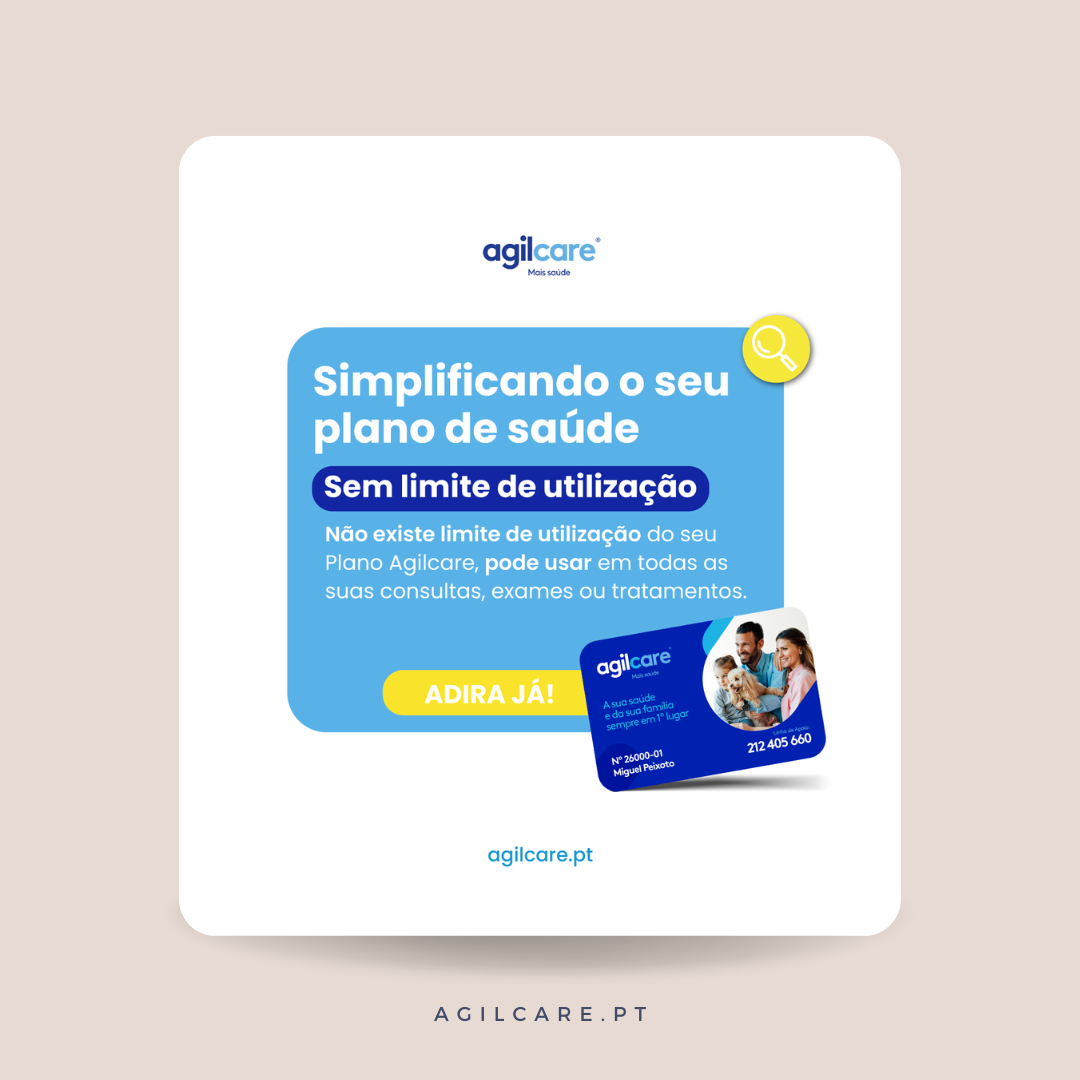 agilcare®
Mais saúde
Simplificando o seu
plano de saúde
Sem limite de utilização
Não existe limite de utilização do seu
Plano Agilcare, pode usar em todas as
suas consultas, exames ou tratamentos.
ADIRA JÁ!
agilcare®
Mais saúde
A sua saúde
e da sua família
sempre em 1º lugar
Linha de Apoio:
212 405 660
Nº 26000-01
Miguel Peixoto
agilcare.pt
AGILCARE.PT